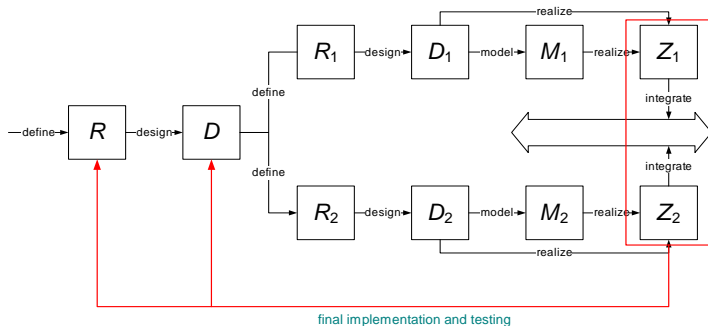 realize
R₁ design D₁ model M₁ realize Z₁
define
integrate
define R design D
integrate
define
R₂ design D₂ model M₂ realize Z₂
realize
final implementation and testing